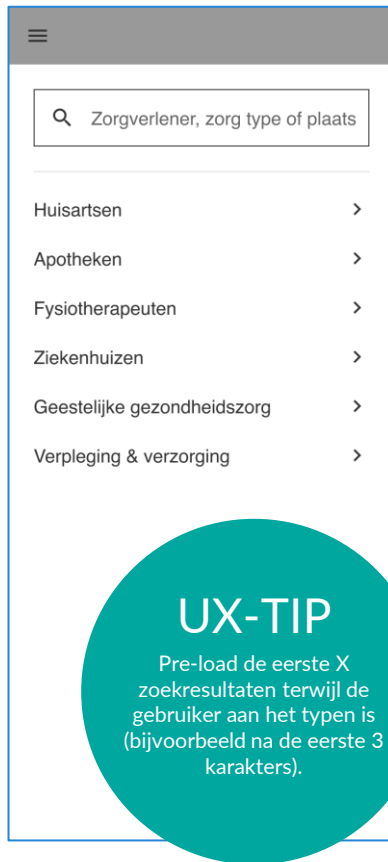 Zorgverlener, zorg type of plaats
Huisartsen
Apotheken
Fysiotherapeuten
Ziekenhuizen
Geestelijke gezondheidszorg
Verpleging & verzorging
UX-TIP
Pre-load de eerste X
zoekresultaten terwijl de
gebruiker aan het typen is
(bijvoorbeeld na de eerste 3
karakters).